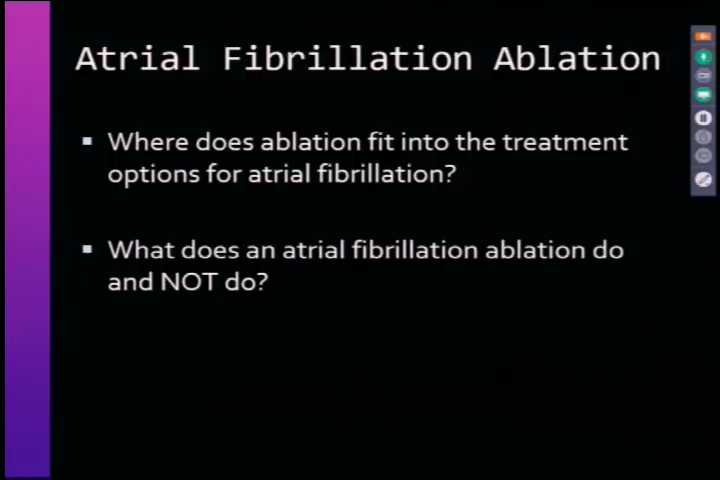 Atrial Fibrillation Ablation
Where does ablation fit into the treatment
options for atrial fibrillation?
What does an atrial fibrillation ablation do
and NOT do?